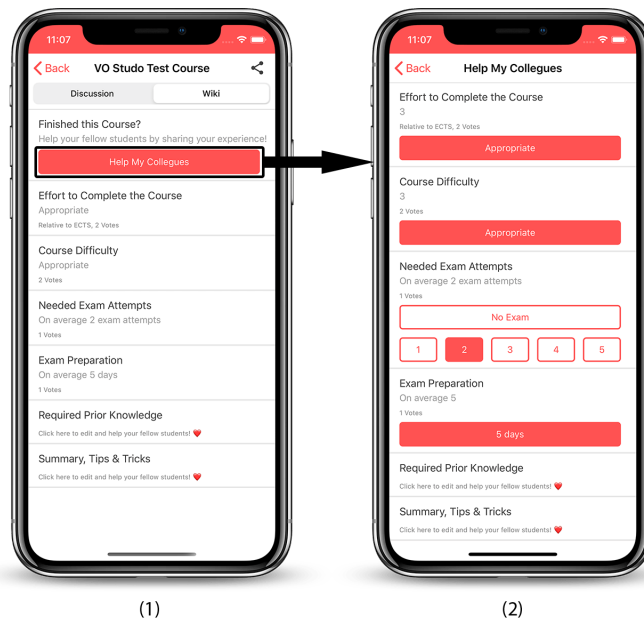 11:07
Back VO Studo Test Course
Discussion Wiki
Finished this Course?
Help your fellow students by sharing your experience!
Help My Collegues
Effort to Complete the Course
Appropriate
Relative to ECTS, 2 Votes
Course Difficulty
Appropriate
2 Votes
Needed Exam Attempts
On average 2 exam attempts
1 Votes
Exam Preparation
On average 5 days
1 Votes
Required Prior Knowledge
Click here to edit and help your fellow students! ❤️
Summary, Tips & Tricks
Click here to edit and help your fellow students! ❤️
(1)
11:07
Back Help My Collegues
Effort to Complete the Course
3
Relative to ECTS, 2 Votes
Appropriate
Course Difficulty
3
2 Votes
Appropriate
Needed Exam Attempts
On average 2 exam attempts
1 Votes
No Exam
1 2 3 4 5
Exam Preparation
On average 5
1 Votes
5 days
Required Prior Knowledge
Click here to edit and help your fellow students! ❤️
Summary, Tips & Tricks
Click here to edit and help your fellow students! ❤️
(2)